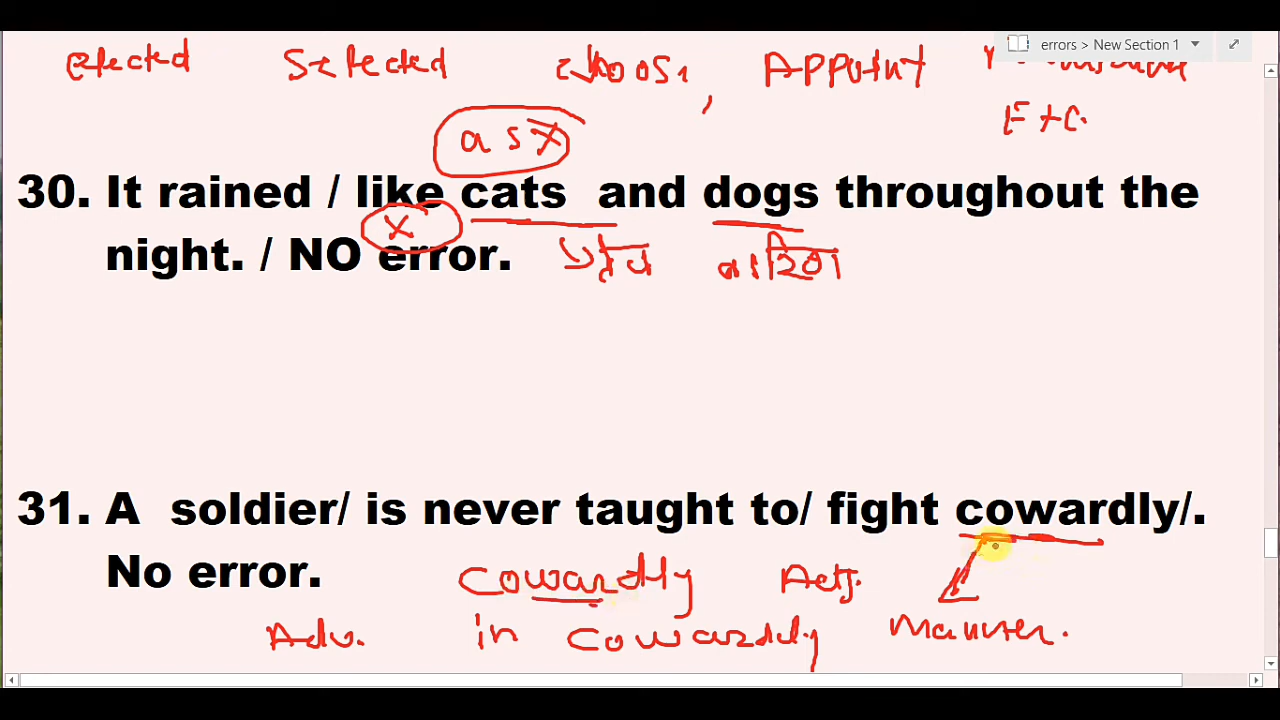 errors > New Section 1
elected selected choose, Appoint
Etc.
as x
30. It rained / like cats and dogs throughout the
x
night. / NO error.
31. A soldier/ is never taught to/ fight cowardly/.
No error.
Cowardly Adj.
Adv. in cowardly manner.